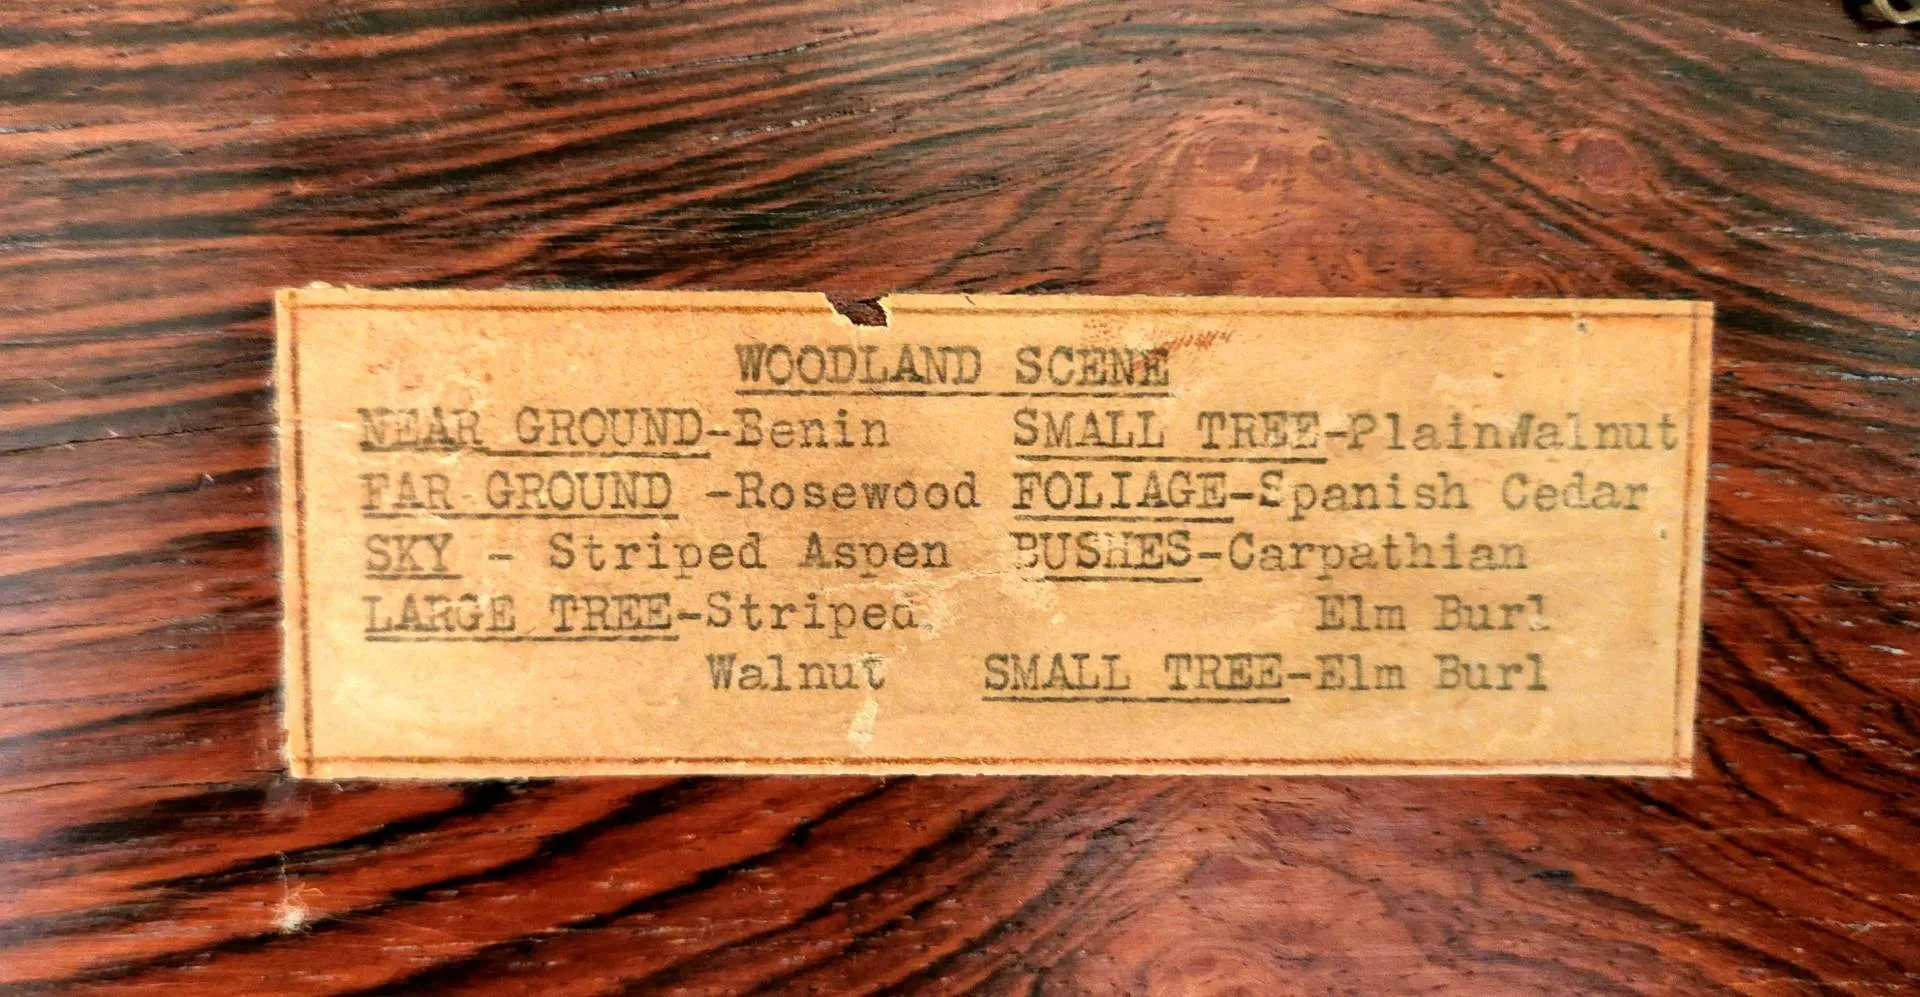 WOODLAND SCENE
NEAR GROUND-Benin SMALL TREE-PlainWalnut
FAR GROUND -Rosewood FOLIAGE-Spanish Cedar
SKY - Striped Aspen BUSHES-Carpathian
LARGE TREE-Striped Elm Burl
Walnut SMALL TREE-Elm Burl